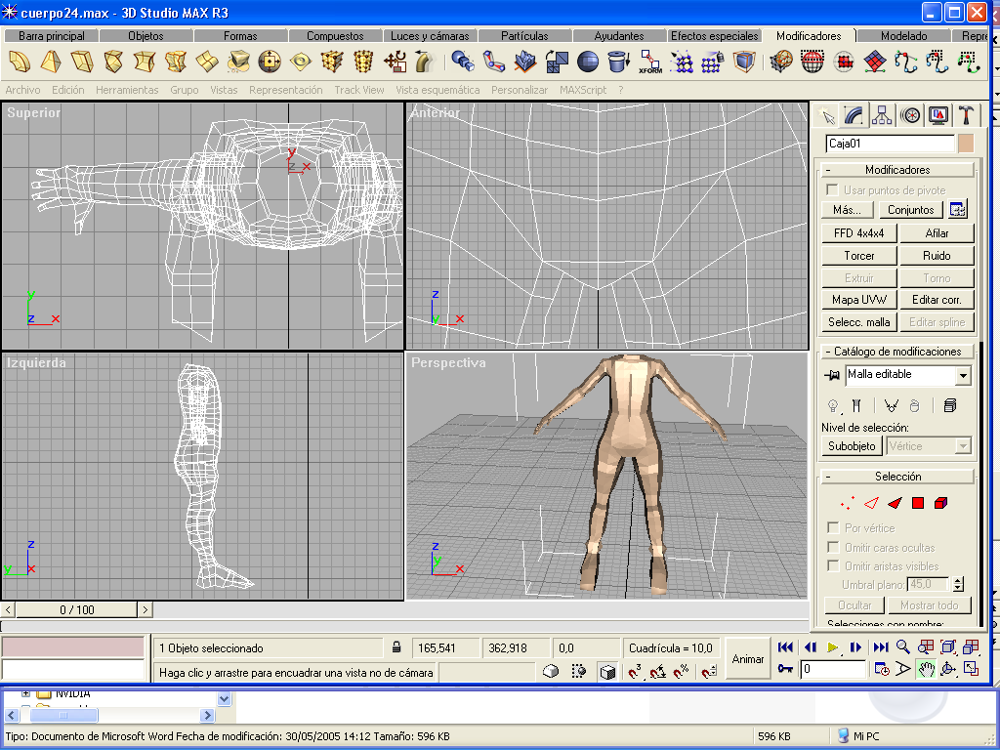 cuerpo24.max - 3D Studio MAX R3
Barra principal Objetos Formas Compuestos Luces y cámaras Partículas Ayudantes Efectos especiales Modificadores Modelado Repre
XFORM
Archivo Edición Herramientas Grupo Vistas Representación Track View Vista esquemática Personalizar MAXScript ?
Superior
Anterior
Caja01
- Modificadores
Usar puntos de pivote
Más... Conjuntos
FFD 4x4x4 Afilar
Torcer Ruido
Extruir Torno
Mapa UVW Editar corr.
Selecc. malla Editar spline
y
z x
y
z x
z
y x
Izquierda
Perspectiva
- Catálogo de modificaciones
Malla editable
Nivel de selección:
Subobjeto Vértice
- Selección
Por vértice
Omitir caras ocultas
Omitir aristas visibles
Umbral plano: 45,0
Ocultar Mostrar todo
Selecciones con nombre:
z
y x
z
y x
< 0 / 100 >
1 Objeto seleccionado 165,541 362,918 0,0 Cuadrícula = 10,0
Animar
Haga clic y arrastre para encuadrar una vista no de cámara
3 % 0
NVIDIA
Tipo: Documento de Microsoft Word Fecha de modificación: 30/05/2005 14:12 Tamaño: 596 KB 596 KB Mi PC